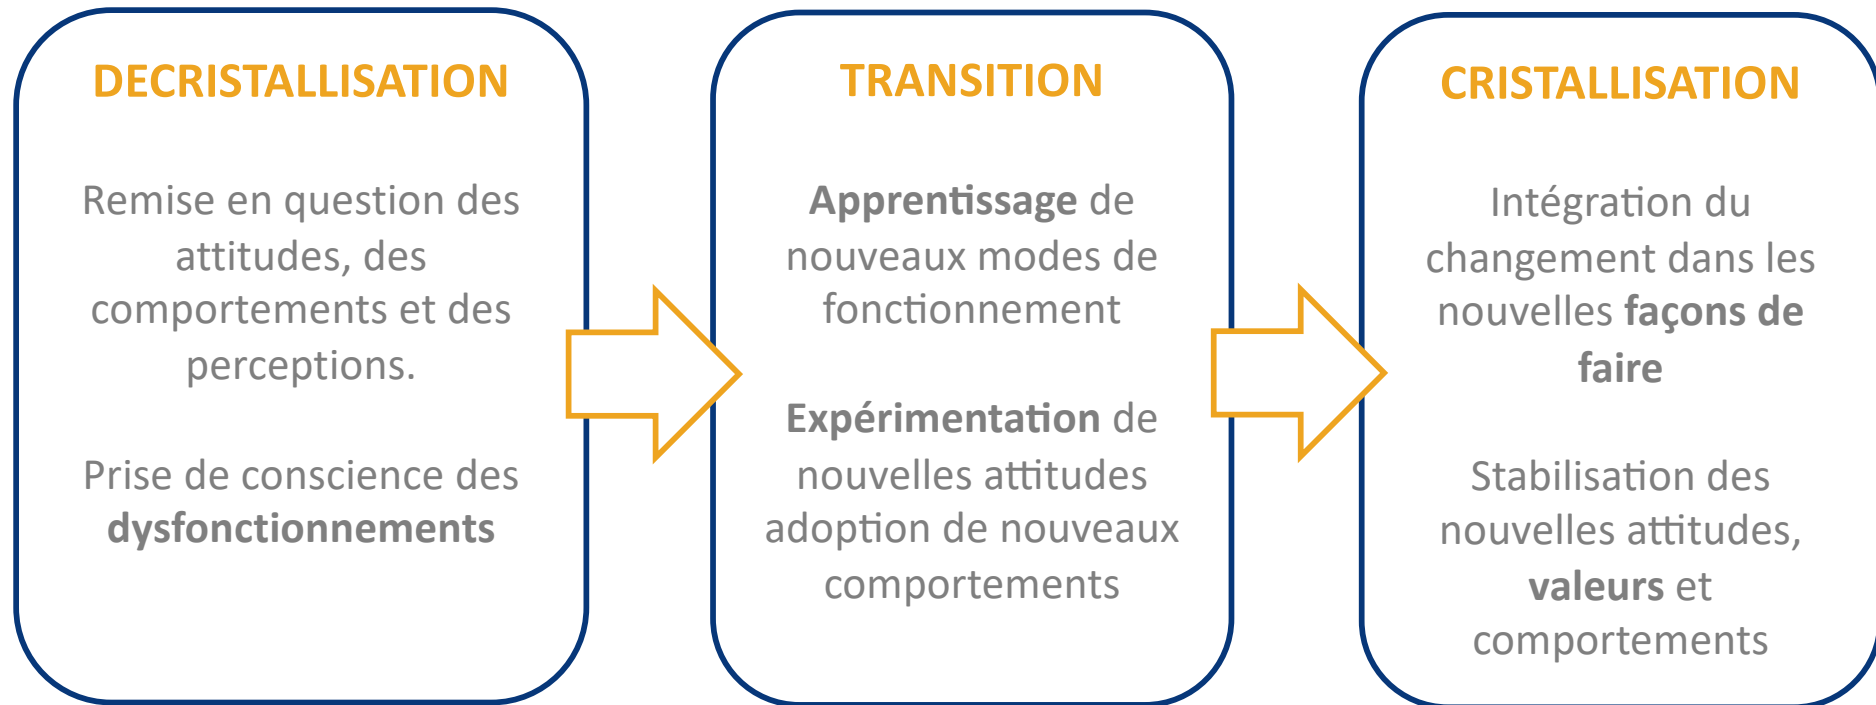 DECRISTALLISATION
Remise en question des
attitudes, des
comportements et des
perceptions.
Prise de conscience des
dysfonctionnements
TRANSITION
Apprentissage de
nouveaux modes de
fonctionnement
Expérimentation de
nouvelles attitudes
adoption de nouveaux
comportements
CRISTALLISATION
Intégration du
changement dans les
nouvelles façons de
faire
Stabilisation des
nouvelles attitudes,
valeurs et
comportements